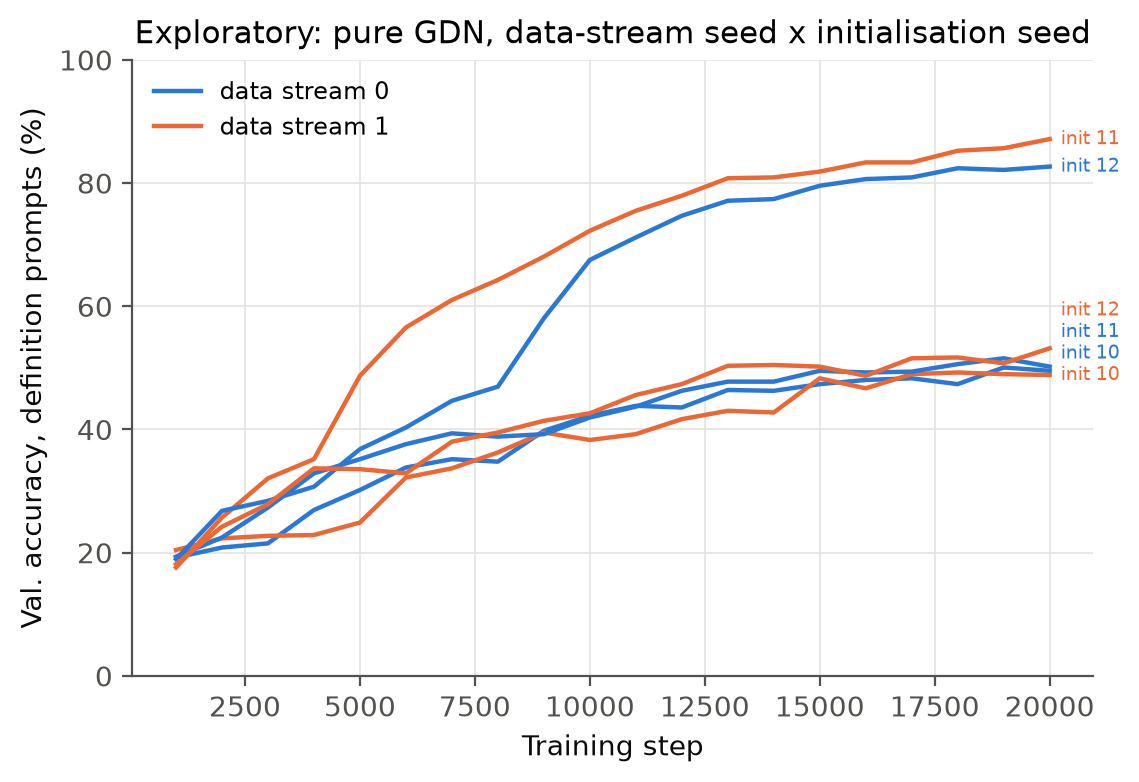 Exploratory: pure GDN, data-stream seed x initialisation seed
data stream 0
data stream 1
Val. accuracy, definition prompts (%)
100
80
60
40
20
0
init 11
init 12
init 12
init 11
init 10
init 10
2500 5000 7500 10000 12500 15000 17500 20000
Training step